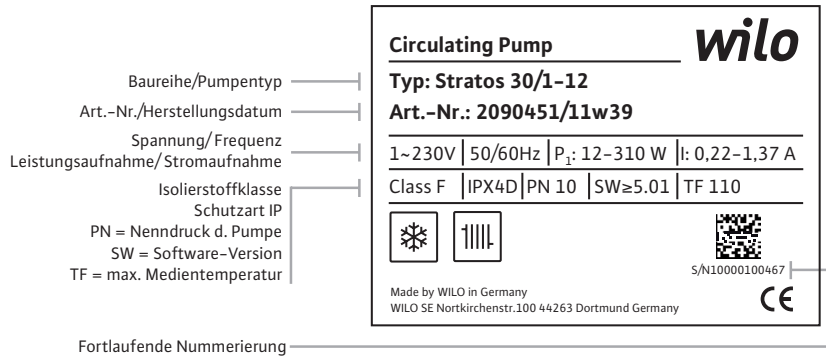 wilo
Circulating Pump
Baureihe/Pumpentyp
Typ: Stratos 30/1-12
Art.-Nr./Herstellungsdatum
Art.-Nr.: 2090451/11w39
Spannung/Frequenz
Leistungsaufnahme/Stromaufnahme
1~230V 50/60Hz P1: 12-310 W I: 0,22-1,37 A
Isolierstoffklasse
Schutzart IP
PN = Nenndruck d. Pumpe
SW = Software-Version
TF = max. Medientemperatur
Class F IPX4D PN 10 SW≥5.01 TF 110
S/N10000100467
Made by WILO in Germany
WILO SE Nortkirchenstr.100 44263 Dortmund Germany
CE
Fortlaufende Nummerierung